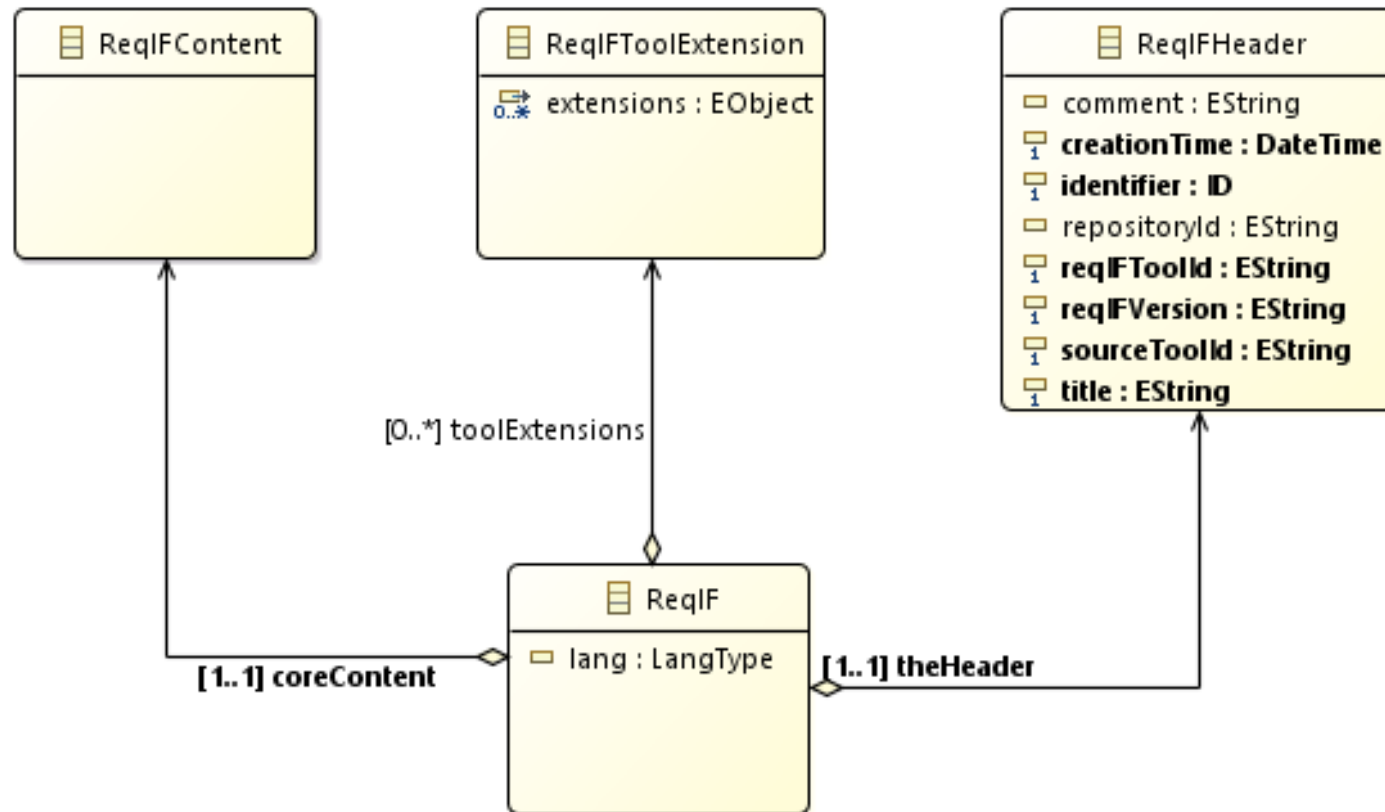 ReqIFContent
ReqIFToolExtension
0..* extensions : EObject
ReqIFHeader
comment : EString
1 creationTime : DateTime
1 identifier : ID
repositoryId : EString
1 reqIFToolId : EString
1 reqIFVersion : EString
1 sourceToolId : EString
1 title : EString
[0..*] toolExtensions
ReqIF
lang : LangType
[1..1] coreContent
[1..1] theHeader